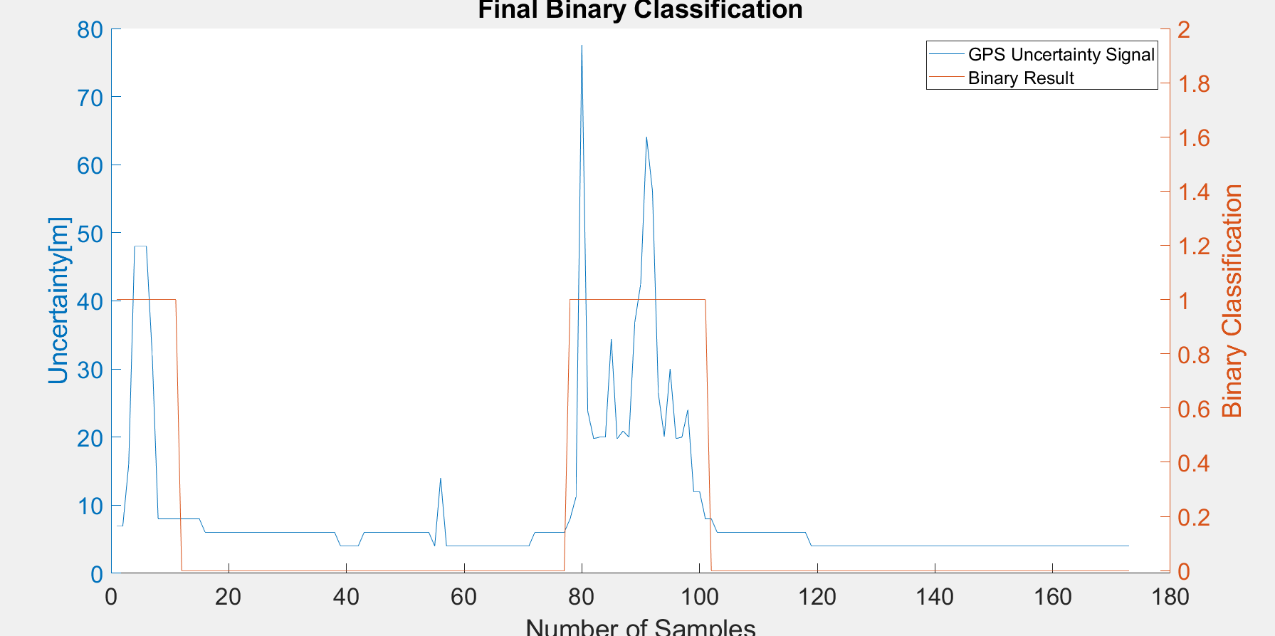 Final Binary Classification
GPS Uncertainty Signal
Binary Result
Uncertainty[m]
80
70
60
50
40
30
20
10
0
2
1.8
1.6
1.4
1.2
1
0.8
0.6
0.4
0.2
0
Binary Classification
0 20 40 60 80 100 120 140 160 180
Number of Samples